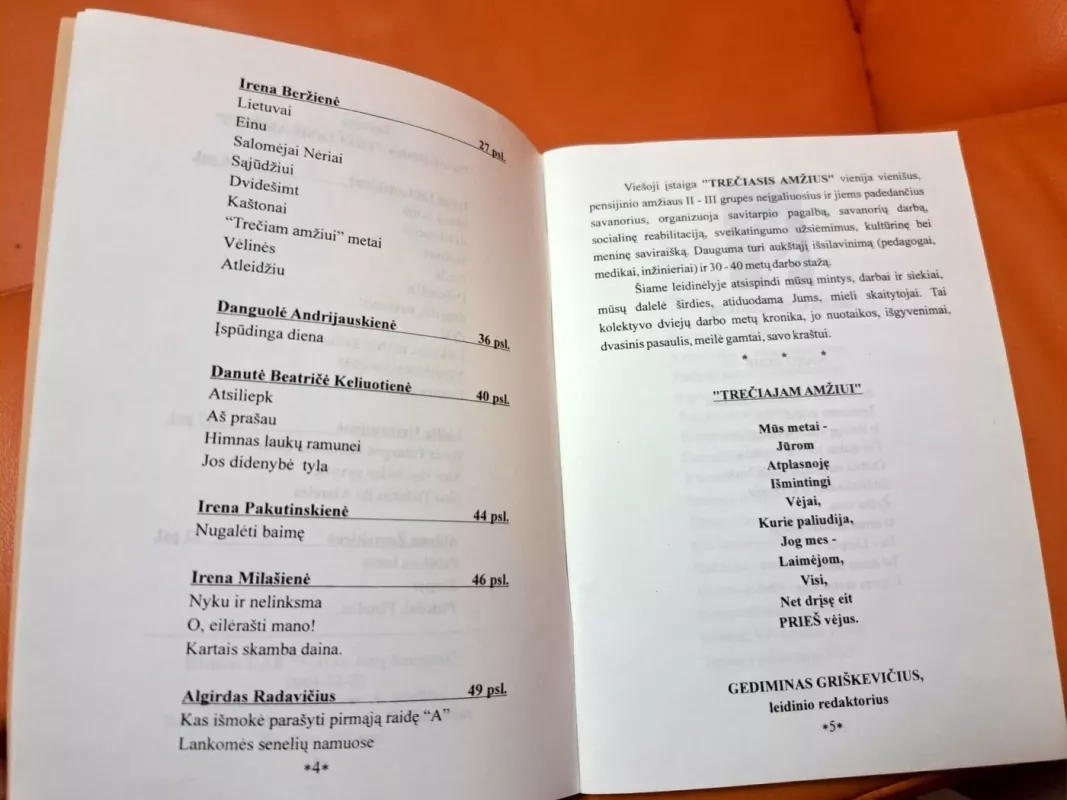 Irena Beržienė 27 psl.
Lietuvai
Einu
Salomėjai Nėriai
Sąjūdžiui
Dvidešimt
Kaštonai
“Trečiam amžiui” metai
Vėlinės
Atleidžiu
Danguolė Andrijauskienė 36 psl.
Įspūdinga diena
Danutė Beatričė Keliuotienė 40 psl.
Atsiliepk
Aš prašau
Himnas laukų ramunei
Jos didenybė tyla
Irena Pakutinskienė 44 psl.
Nugalėti baimę
Irena Milašienė 46 psl.
Nyku ir nelinksma
O, eilėrašti mano!
Kartais skamba daina.
Algirdas Radavičius 49 psl.
Kas išmokė parašyti pirmąją raidę “A”
Lankomės senelių namuose
*4*
Viešoji įstaiga "TREČIASIS AMŽIUS" vienija vienišus,
pensijinio amžiaus II - III grupės neįgaliuosius ir jiems padedančius
savanorius, organizuoja savitarpio pagalbą, savanorių darbą,
socialinę reabilitaciją, sveikatingumo užsiėmimus, kultūrinę bei
meninę saviraišką. Dauguma turi aukštąjį išsilavinimą (pedagogai,
medikai, inžinieriai) ir 30 - 40 metų darbo stažą.
Šiame leidinėlyje atsispindi mūsų mintys, darbai ir siekiai,
mūsų dalelė širdies, atiduodama Jums, mieli skaitytojai. Tai
kolektyvo dviejų darbo metų kronika, jo nuotaikos, išgyvenimai,
dvasinis pasaulis, meilė gamtai, savo kraštui.
* * *
"TREČIAJAM AMŽIUI"
Mūs metai -
Jūrom
Atplasnoję
Išmintingi
Vėjai,
Kurie paliudija,
Jog mes -
Laimėjom,
Visi,
Net drįsę eit
PRIEŠ vėjus.
GEDIMINAS GRIŠKEVIČIUS,
leidinio redaktorius
*5*